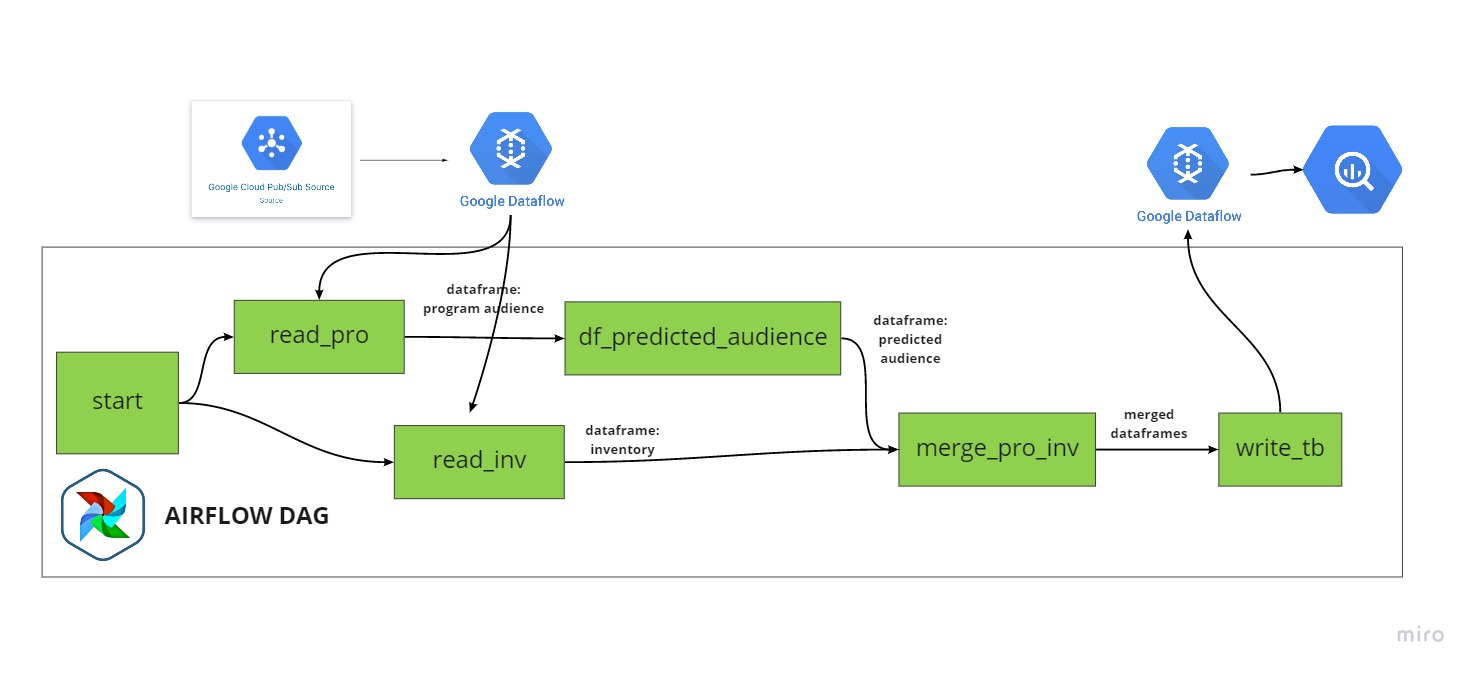 Google Cloud Pub/Sub Source
Source
Google Dataflow
Google Dataflow
dataframe:
program audience
read_pro
df_predicted_audience
dataframe:
predicted
audience
start
dataframe:
inventory
read_inv
merge_pro_inv
merged
dataframes
write_tb
AIRFLOW DAG
miro